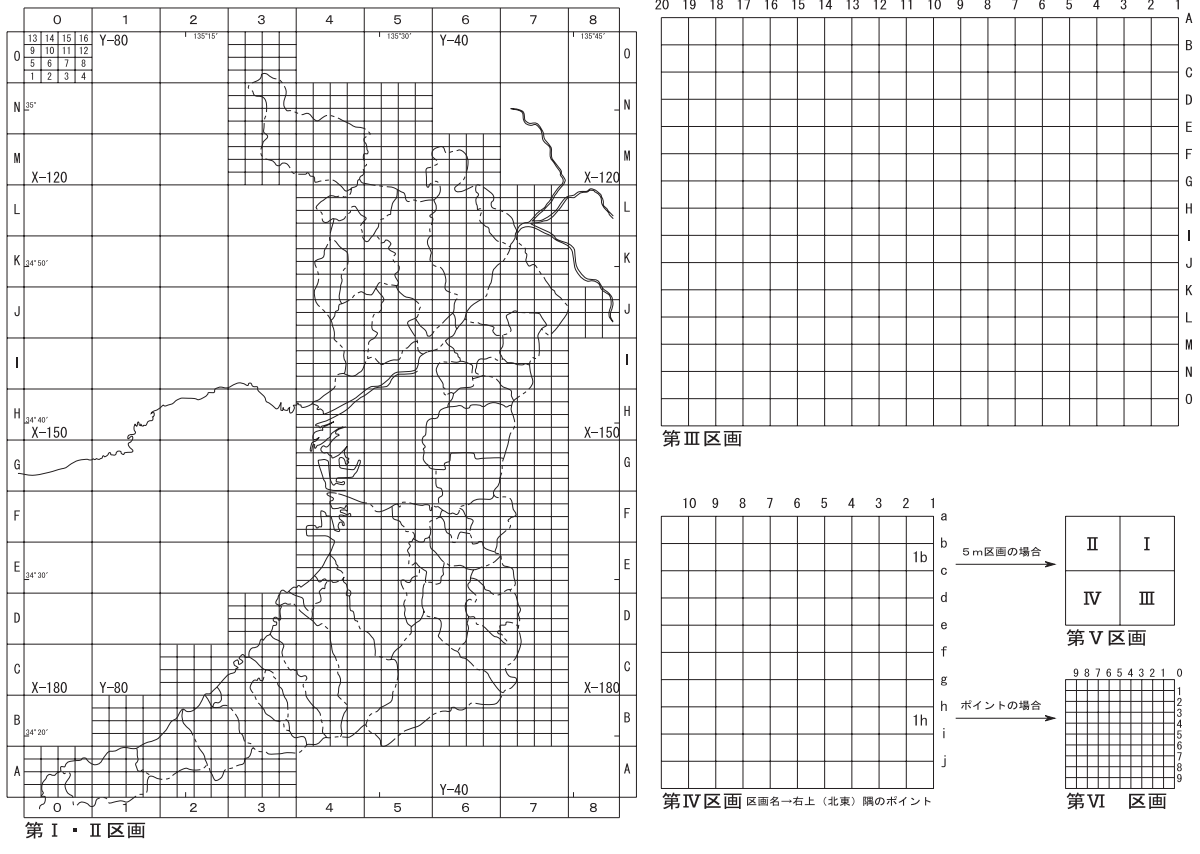 0 1 2 3 4 5 6 7 8
13 14 15 16
9 10 11 12
5 6 7 8
1 2 3 4
Y-80
135°15′
135°30′
Y-40
135°45′
O O
N 35° N
M M
X-120 X-120
L L
K 34°50′ K
J J
I I
H 34°40′ H
X-150 X-150
G G
F F
E 34°30′ E
D D
C C
X-180 Y-80 X-180
B 34°20′ B
A A
Y-40
0 1 2 3 4 5 6 7 8
第Ⅰ・Ⅱ区画
20 19 18 17 16 15 14 13 12 11 10 9 8 7 6 5 4 3 2 1
A
B
C
D
E
F
G
H
I
J
K
L
M
N
O
第Ⅲ区画
10 9 8 7 6 5 4 3 2 1
a
b
1b
c
d
e
f
g
h
1h
i
j
第Ⅳ区画 区画名→右上（北東）隅のポイント
5m区画の場合
Ⅱ Ⅰ
Ⅳ Ⅲ
第Ⅴ区画
ポイントの場合
9 8 7 6 5 4 3 2 1 0
1
2
3
4
5
6
7
8
9
第Ⅵ 区画